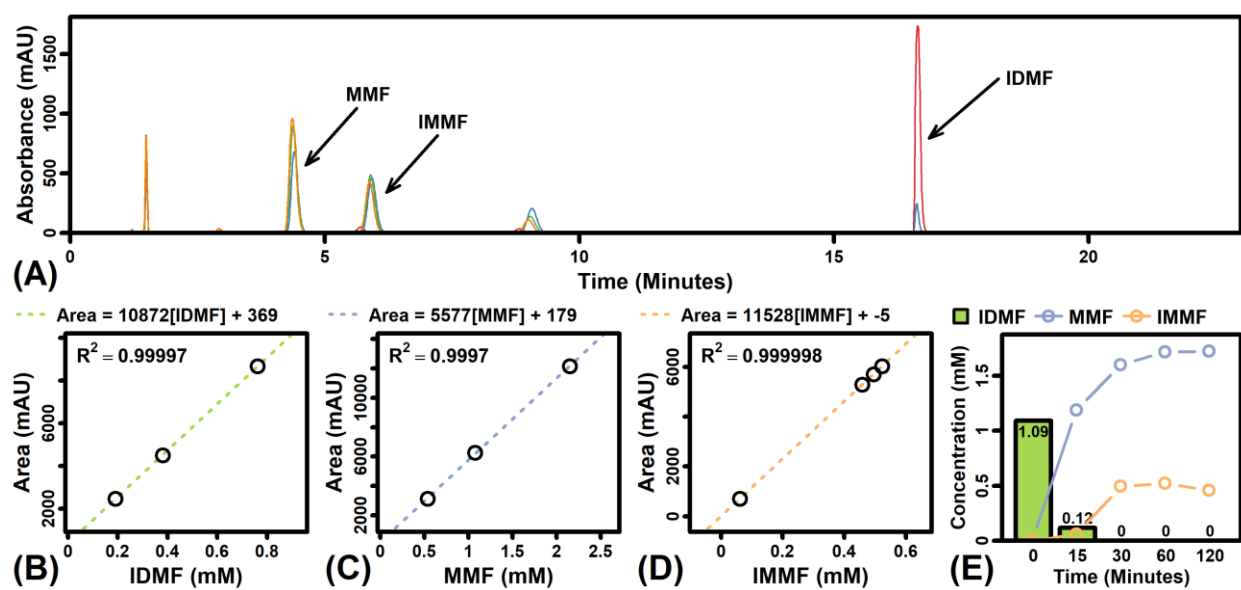 Absorbance (mAU)
0 500 1000 1500
MMF
IMMF
IDMF
0 5 10 15 20
(A)
Time (Minutes)
Area = 10872[IDMF] + 369
R² = 0.99997
Area (mAU)
2000 6000
0 0.2 0.4 0.6 0.8
(B)
IDMF (mM)
Area = 5577[MMF] + 179
R² = 0.9997
Area (mAU)
2000 6000 10000
0 0.5 1.0 1.5 2.0 2.5
(C)
MMF (mM)
Area = 11528[IMMF] + -5
R² = 0.999998
Area (mAU)
0 2000 6000
0 0.2 0.4 0.6
(D)
IMMF (mM)
IDMF MMF IMMF
Concentration (mM)
0 0.5 1 1.5
1.09
0.12
0 0 0
0 15 30 60 120
(E)
Time (Minutes)